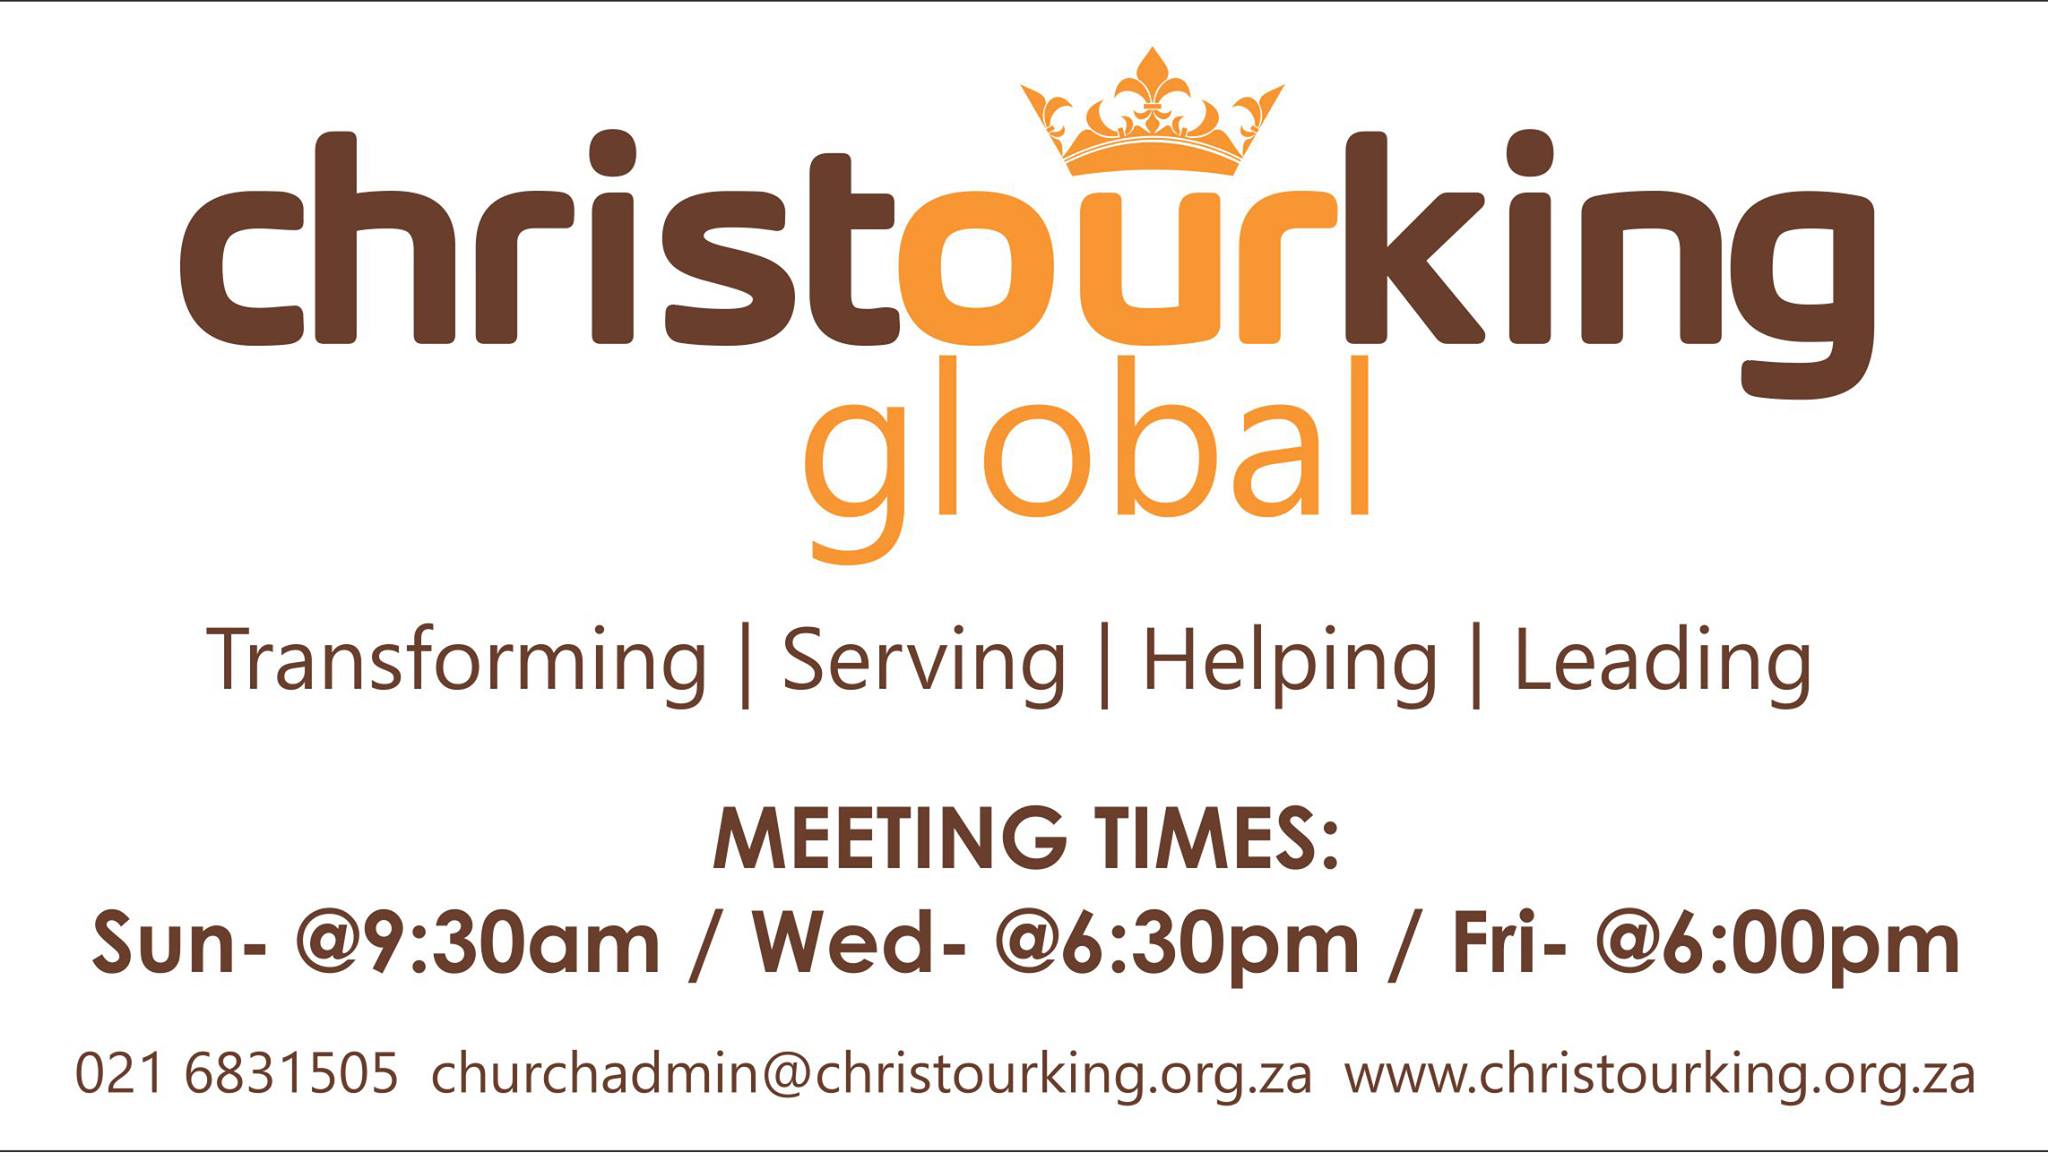 christourking
global
Transforming | Serving | Helping | Leading
MEETING TIMES:
Sun- @9:30am / Wed- @6:30pm / Fri- @6:00pm
021 6831505 churchadmin@christourking.org.za www.christourking.org.za